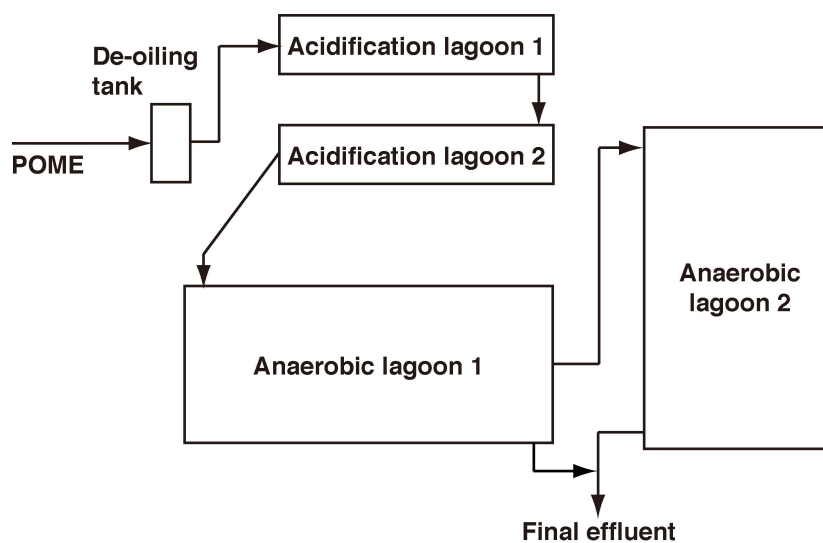 De-oiling
tank
POME
Acidification lagoon 1
Acidification lagoon 2
Anaerobic lagoon 1
Anaerobic
lagoon 2
Final effluent